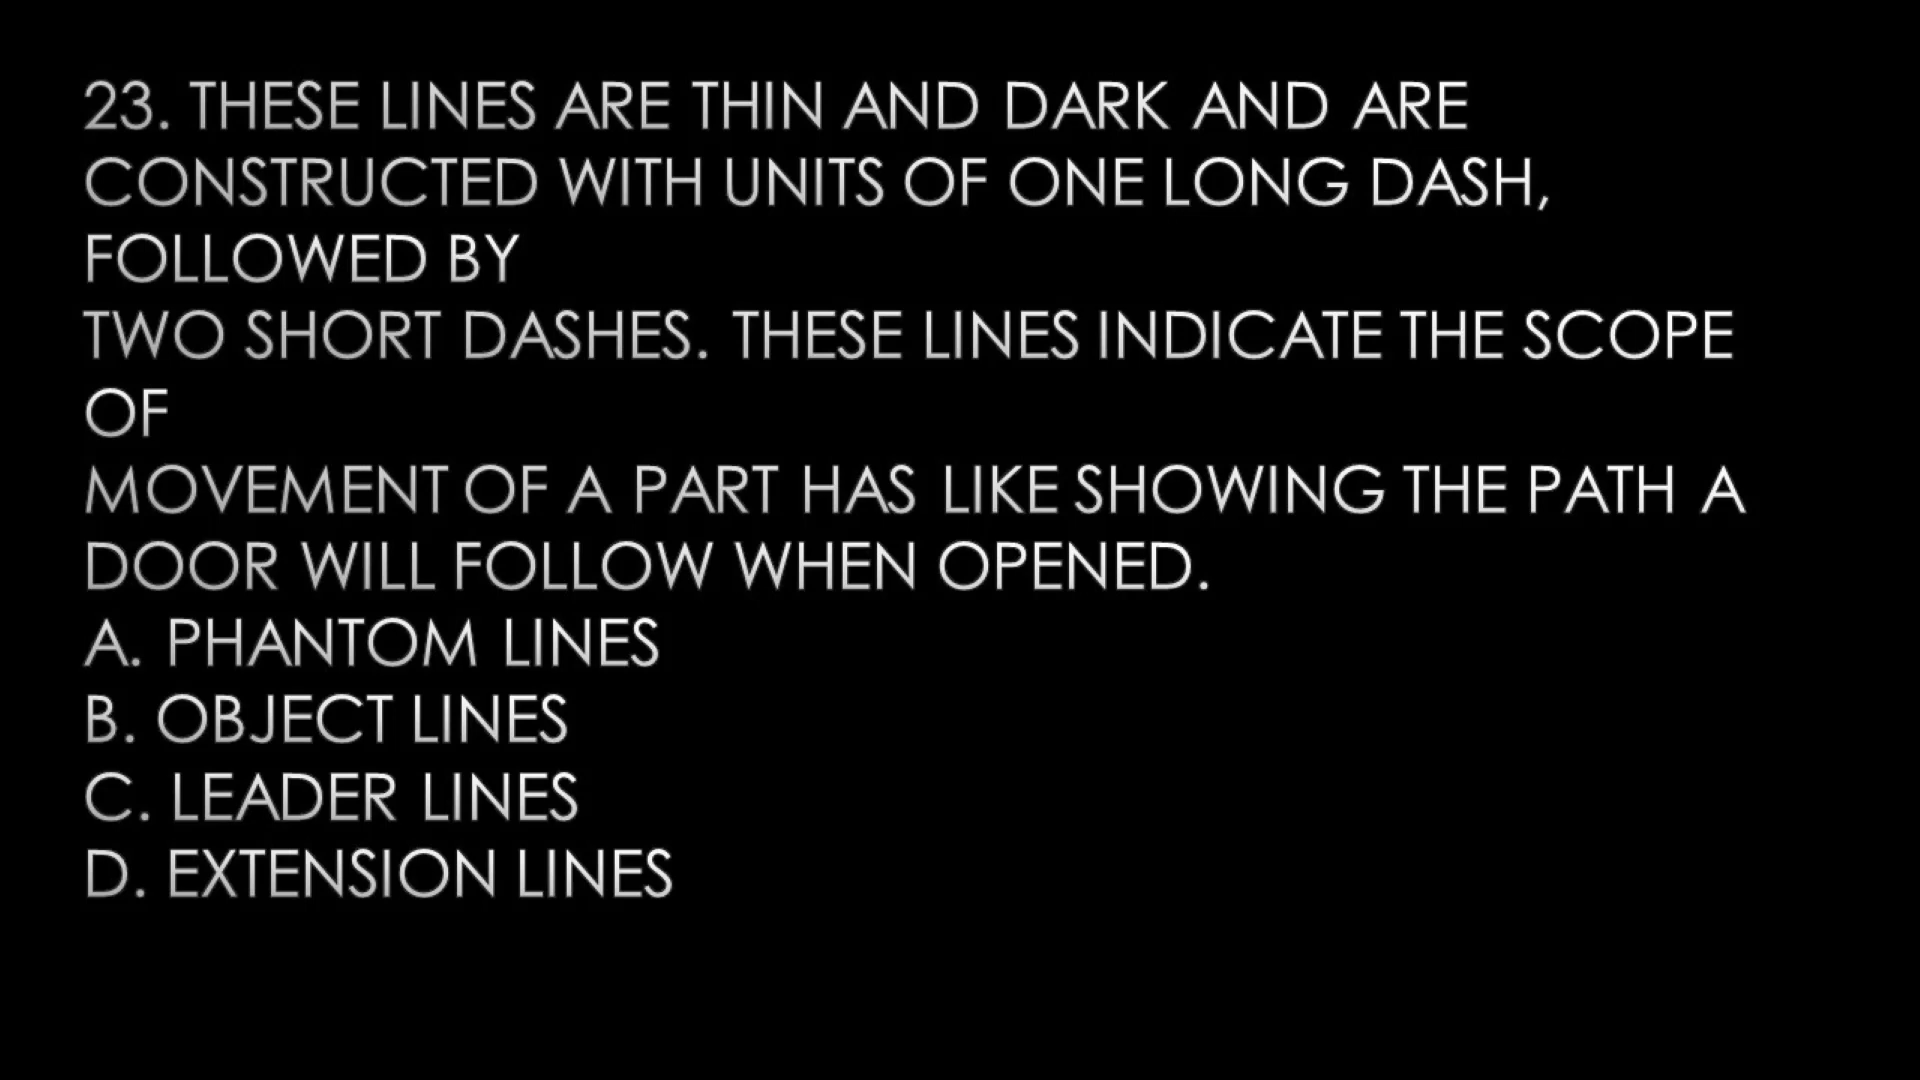 23. THESE LINES ARE THIN AND DARK AND ARE
CONSTRUCTED WITH UNITS OF ONE LONG DASH,
FOLLOWED BY
TWO SHORT DASHES. THESE LINES INDICATE THE SCOPE
OF
MOVEMENT OF A PART HAS LIKE SHOWING THE PATH A
DOOR WILL FOLLOW WHEN OPENED.
A. PHANTOM LINES
B. OBJECT LINES
C. LEADER LINES
D. EXTENSION LINES